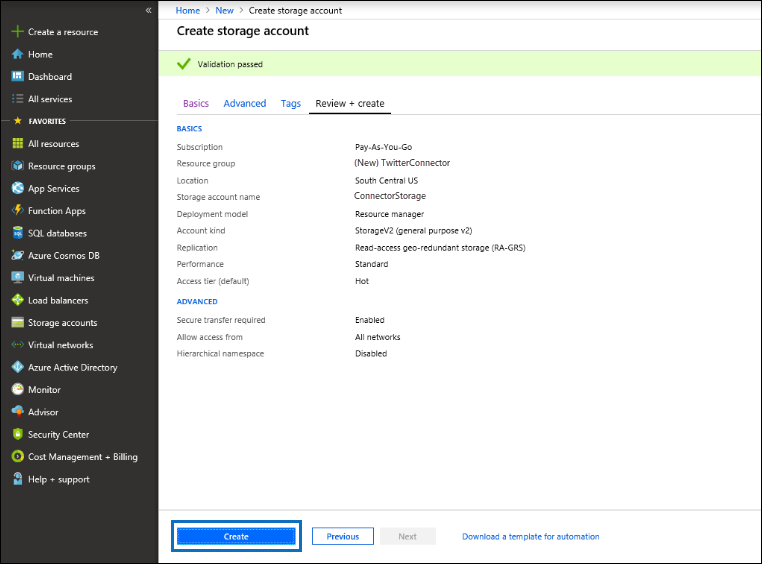 «
Home > New > Create storage account
Create storage account
Validation passed
Create a resource
Home
Dashboard
All services
FAVORITES
All resources
Resource groups
App Services
Function Apps
SQL databases
Azure Cosmos DB
Virtual machines
Load balancers
Storage accounts
Virtual networks
Azure Active Directory
Monitor
Advisor
Security Center
Cost Management + Billing
Help + support
Basics Advanced Tags Review + create
BASICS
Subscription Pay-As-You-Go
Resource group (New) TwitterConnector
Location South Central US
Storage account name ConnectorStorage
Deployment model Resource manager
Account kind StorageV2 (general purpose v2)
Replication Read-access geo-redundant storage (RA-GRS)
Performance Standard
Access tier (default) Hot
ADVANCED
Secure transfer required Enabled
Allow access from All networks
Hierarchical namespace Disabled
Create Previous Next Download a template for automation